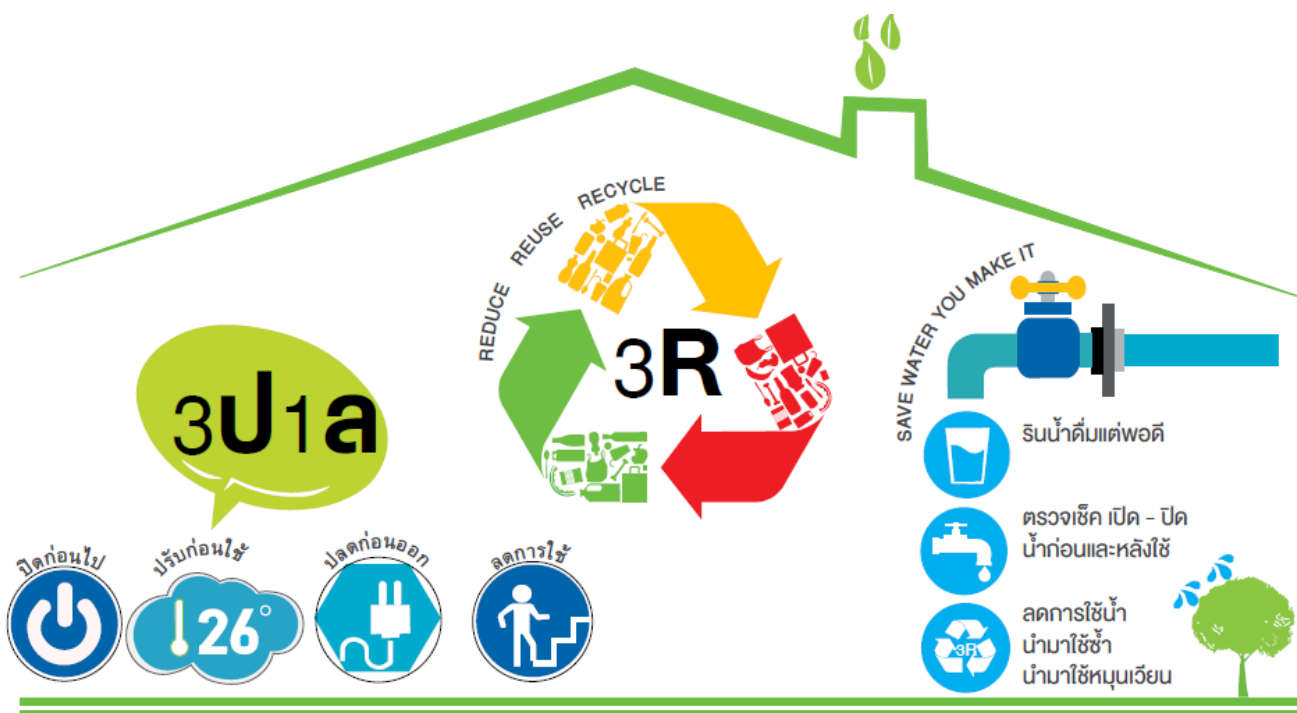 REDUCE REUSE RECYCLE
3R
SAVE WATER YOU MAKE IT
3ป1ล
ปิดก่อนไป
ปรับก่อนใช้
26°
ปลดก่อนออก
ลดการใช้
รินน้ำดื่มแต่พอดี
ตรวจเช็ค เปิด - ปิด
น้ำก่อนและหลังใช้
3R
ลดการใช้น้ำ
นำมาใช้ซ้ำ
นำมาใช้หมุนเวียน